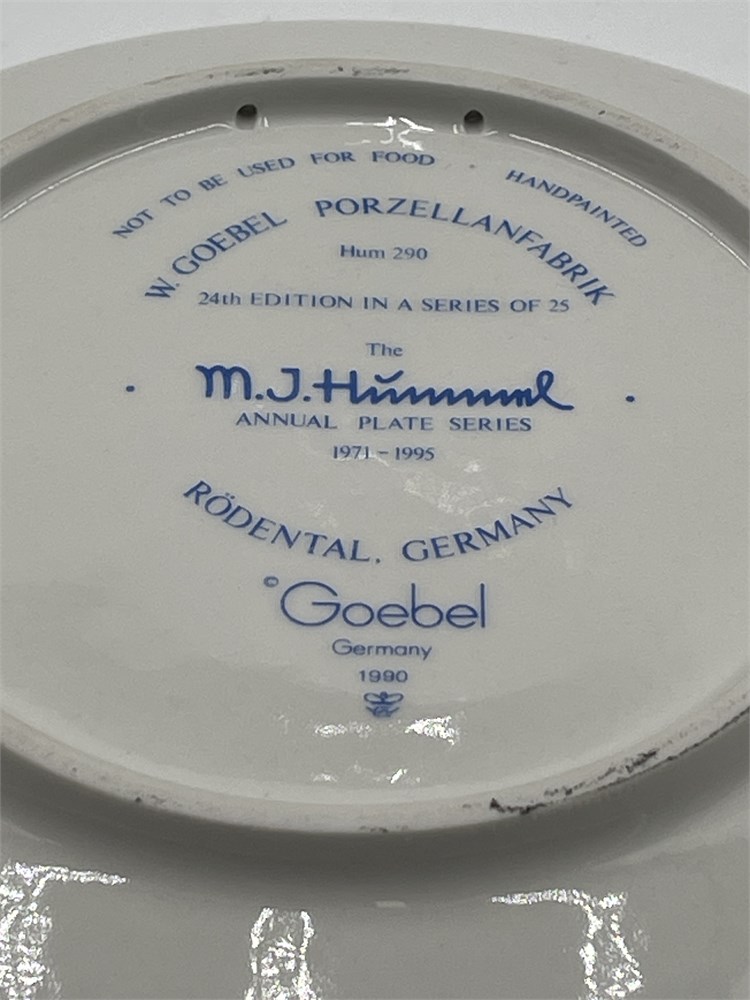 NOT TO BE USED FOR FOOD . HANDPAINTED
W. GOEBEL PORZELLANFABRIK
Hum 290
24th EDITION IN A SERIES OF 25
The
M.J.Hummel
ANNUAL PLATE SERIES
1971 - 1995
RÖDENTAL, GERMANY
© Goebel
Germany
1990